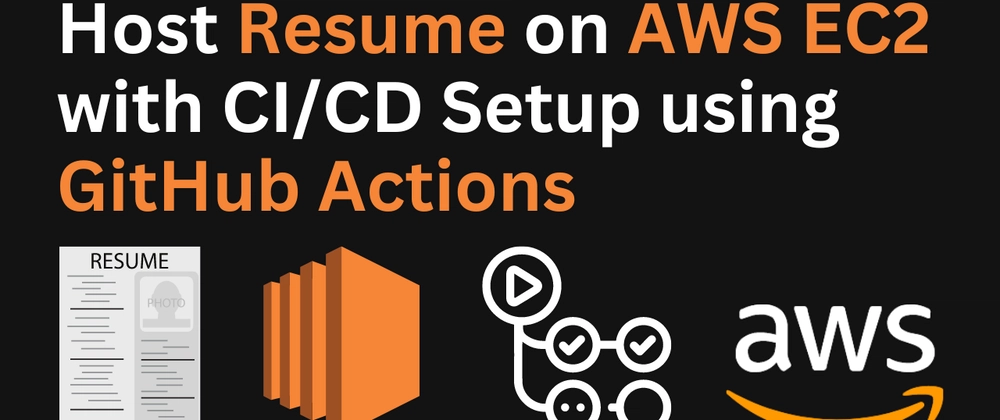 Host Resume on AWS EC2
with CI/CD Setup using
GitHub Actions
RESUME
PHOTO
aws